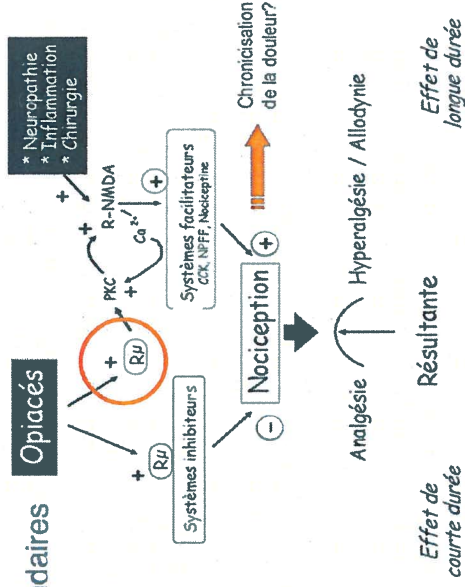 daires
Opiacés
* Neuropathie
* Inflammation
* Chirurgie
+
Rµ
+
Rµ
PKC
+
+
+
R-NMDA
Ca²⁺
+
Systèmes inhibiteurs
Systèmes facilitateurs
CCK, NPFF, Nociceptine
-
Nociception
+
Chronicisation
de la douleur?
Analgésie
Hyperalgésie / Allodynie
Effet de
courte durée
Résultante
Effet de
longue durée